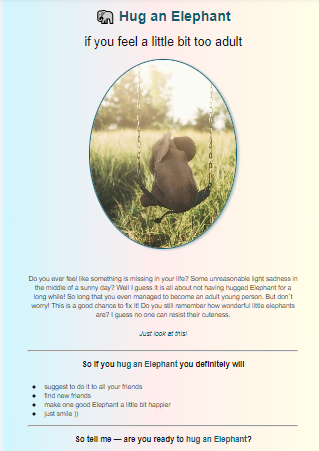 Hug an Elephant
if you feel a little bit too adult
Do you ever feel like something is missing in your life? Some unreasonable light sadness in
the middle of a sunny day? Well I guess it is all about not having hugged Elephant for a
long while! So long that you even managed to become an adult young person. But don`t
worry! This is a good chance to fix it! Do you still remember how wonderful little elephants
are? I guess no one can resist their cuteness.
Just look at this!
So if you hug an Elephant you definitely will
suggest to do it to all your friends
find new friends
make one good Elephant a little bit happier
just smile ))
So tell me — are you ready to hug an Elephant?